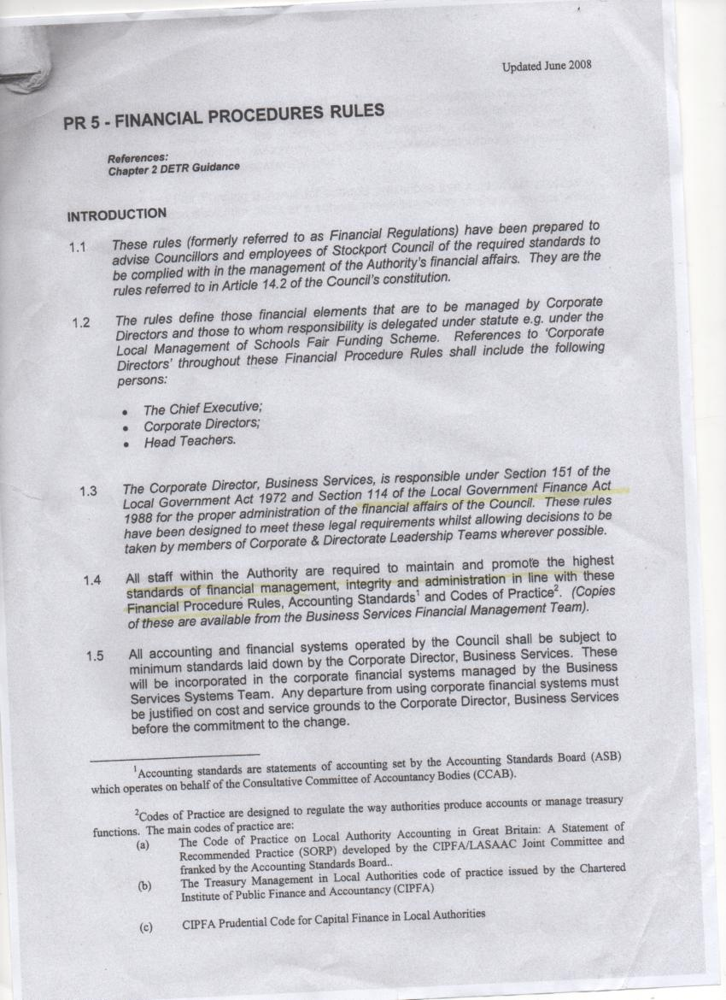 Updated June 2008
PR 5 - FINANCIAL PROCEDURES RULES
References:
Chapter 2 DETR Guidance
INTRODUCTION
1.1 These rules (formerly referred to as Financial Regulations) have been prepared to
advise Councillors and employees of Stockport Council of the required standards to
be complied with in the management of the Authority's financial affairs. They are the
rules referred to in Article 14.2 of the Council's constitution.
1.2 The rules define those financial elements that are to be managed by Corporate
Directors and those to whom responsibility is delegated under statute e.g. under the
Local Management of Schools Fair Funding Scheme. References to 'Corporate
Directors' throughout these Financial Procedure Rules shall include the following
persons:
• The Chief Executive;
• Corporate Directors;
• Head Teachers.
1.3 The Corporate Director, Business Services, is responsible under Section 151 of the
Local Government Act 1972 and Section 114 of the Local Government Finance Act
1988 for the proper administration of the financial affairs of the Council. These rules
have been designed to meet these legal requirements whilst allowing decisions to be
taken by members of Corporate & Directorate Leadership Teams wherever possible.
1.4 All staff within the Authority are required to maintain and promote the highest
standards of financial management, integrity and administration in line with these
Financial Procedure Rules, Accounting Standards¹ and Codes of Practice². (Copies
of these are available from the Business Services Financial Management Team).
1.5 All accounting and financial systems operated by the Council shall be subject to
minimum standards laid down by the Corporate Director, Business Services. These
will be incorporated in the corporate financial systems managed by the Business
Services Systems Team. Any departure from using corporate financial systems must
be justified on cost and service grounds to the Corporate Director, Business Services
before the commitment to the change.
¹Accounting standards are statements of accounting set by the Accounting Standards Board (ASB)
which operates on behalf of the Consultative Committee of Accountancy Bodies (CCAB).
²Codes of Practice are designed to regulate the way authorities produce accounts or manage treasury
functions. The main codes of practice are:
(a) The Code of Practice on Local Authority Accounting in Great Britain: A Statement of
Recommended Practice (SORP) developed by the CIPFA/LASAAC Joint Committee and
franked by the Accounting Standards Board..
(b) The Treasury Management in Local Authorities code of practice issued by the Chartered
Institute of Public Finance and Accountancy (CIPFA)
(c) CIPFA Prudential Code for Capital Finance in Local Authorities